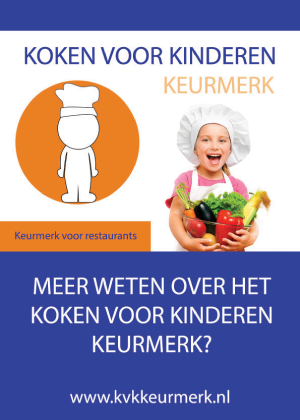 KOKEN VOOR KINDEREN
KEURMERK
Keurmerk voor restaurants
MEER WETEN OVER HET
KOKEN VOOR KINDEREN
KEURMERK?
www.kvkkeurmerk.nl